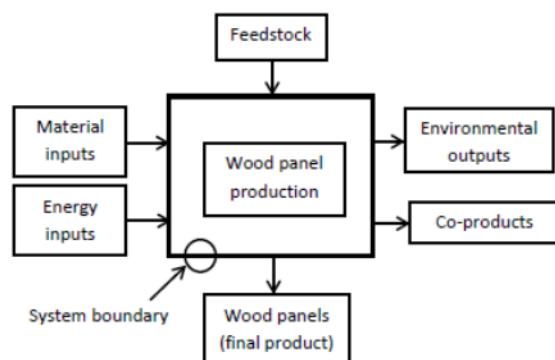 Feedstock
Material
inputs
Energy
inputs
Wood panel
production
Environmental
outputs
Co-products
System boundary
Wood panels
(final product)